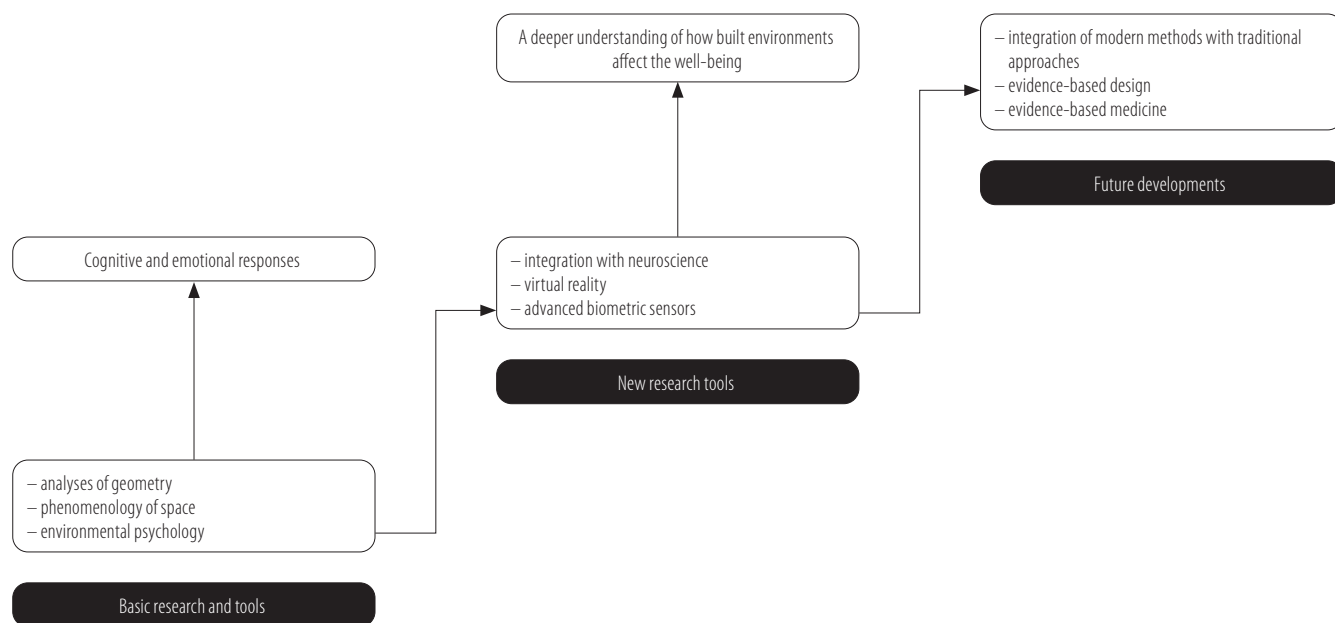 A deeper understanding of how built environments
affect the well-being
– integration of modern methods with traditional
approaches
– evidence-based design
– evidence-based medicine
Future developments
Cognitive and emotional responses
– integration with neuroscience
– virtual reality
– advanced biometric sensors
New research tools
– analyses of geometry
– phenomenology of space
– environmental psychology
Basic research and tools